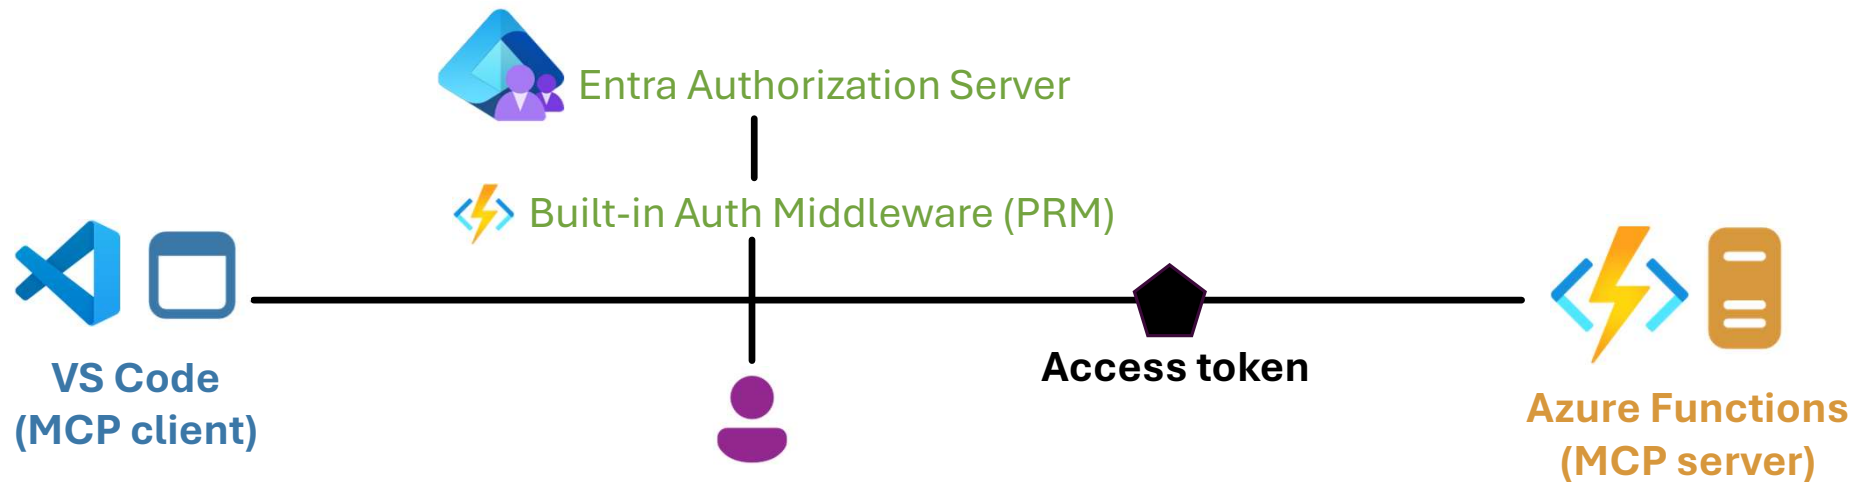 Entra Authorization Server
Built-in Auth Middleware (PRM)
VS Code
(MCP client)
Access token
Azure Functions
(MCP server)